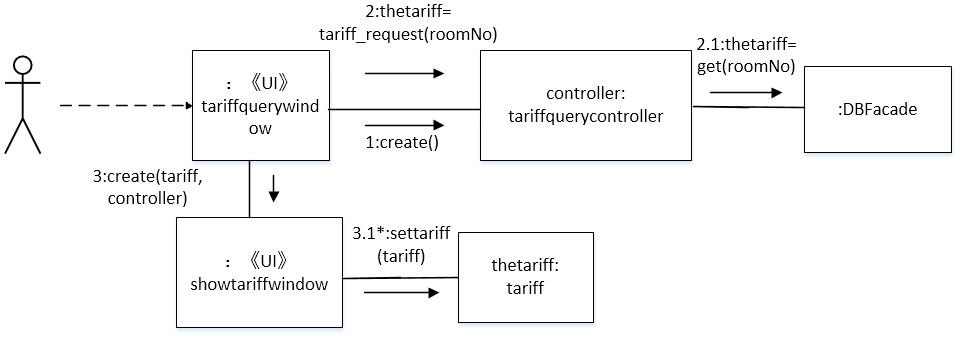 2:thetariff=
tariff_request(roomNo)
2.1:thetariff=
get(roomNo)
：《UI》
tariffquerywind
ow
controller:
tariffquerycontroller
:DBFacade
1:create()
3:create(tariff,
controller)
：《UI》
showtariffwindow
3.1*:settariff
(tariff)
thetariff:
tariff